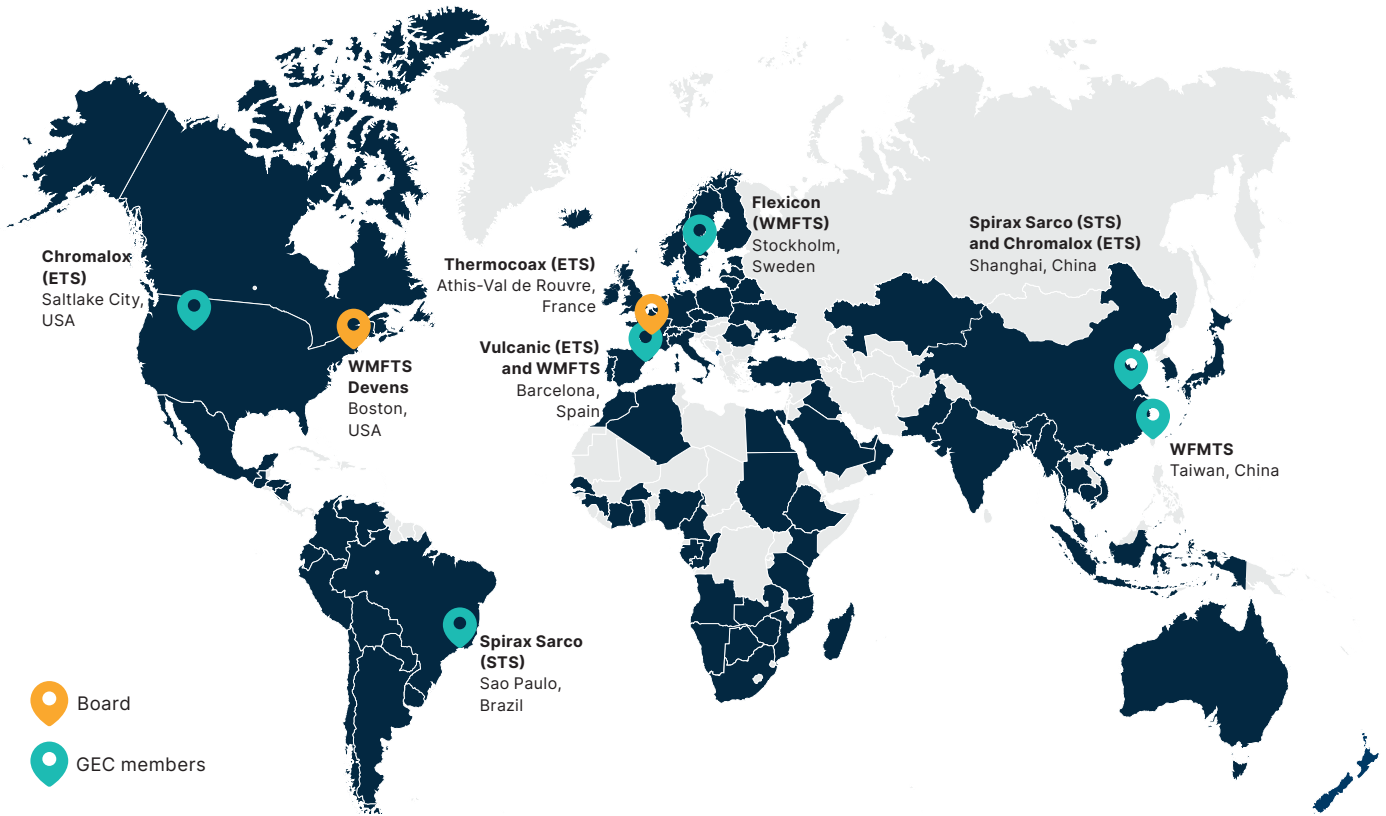 Chromalox
(ETS)
Saltlake City,
USA
WMFTS
Devens
Boston,
USA
Thermocoax (ETS)
Athis-Val de Rouvre,
France
Vulcanic (ETS)
and WMFTS
Barcelona,
Spain
Flexicon
(WMFTS)
Stockholm,
Sweden
Spirax Sarco (STS)
and Chromalox (ETS)
Shanghai, China
WFMTS
Taiwan, China
Spirax Sarco
(STS)
Sao Paulo,
Brazil
Board
GEC members